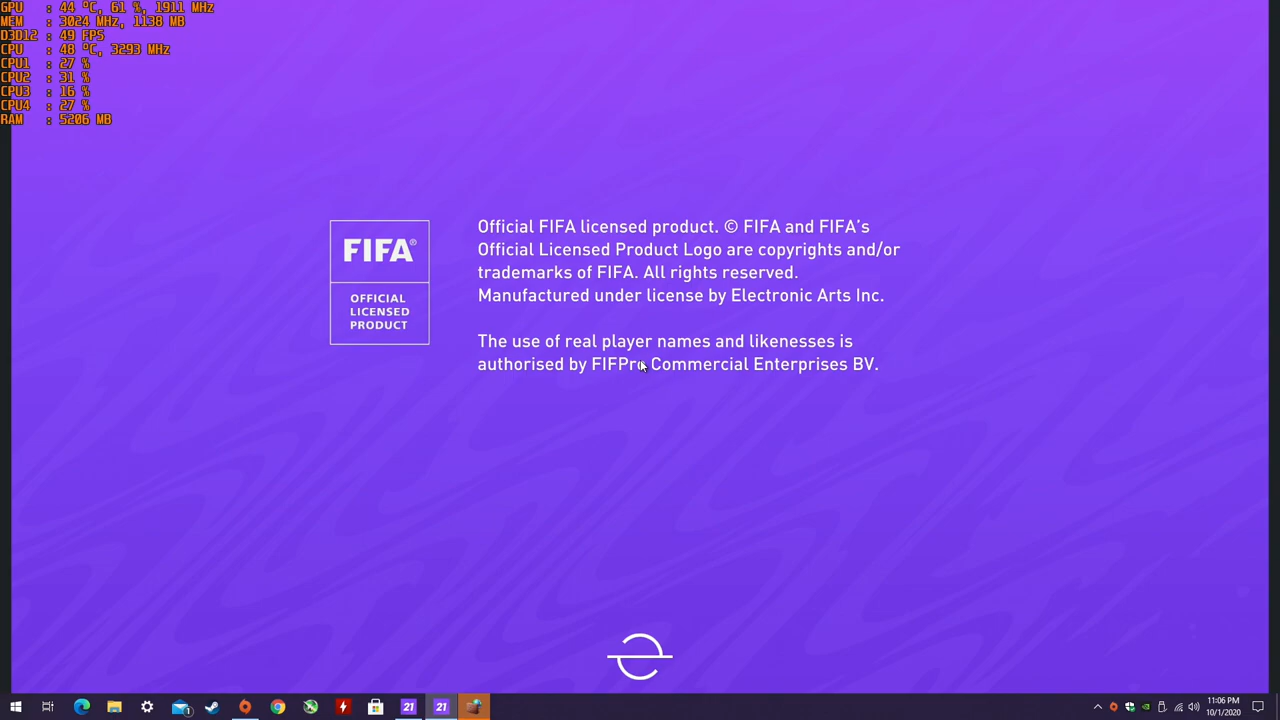 GPU : 44 °C, 61 %, 1911 MHz
MEM : 3024 MHz, 1138 MB
D3D12 : 49 FPS
CPU : 48 °C, 3293 MHz
CPU1 : 27 %
CPU2 : 31 %
CPU3 : 16 %
CPU4 : 27 %
RAM : 5206 MB
FIFA®
OFFICIAL
LICENSED
PRODUCT
Official FIFA licensed product. © FIFA and FIFA's
Official Licensed Product Logo are copyrights and/or
trademarks of FIFA. All rights reserved.
Manufactured under license by Electronic Arts Inc.
The use of real player names and likenesses is
authorised by FIFPro Commercial Enterprises BV.
1
21
21
11:06 PM
10/1/2020